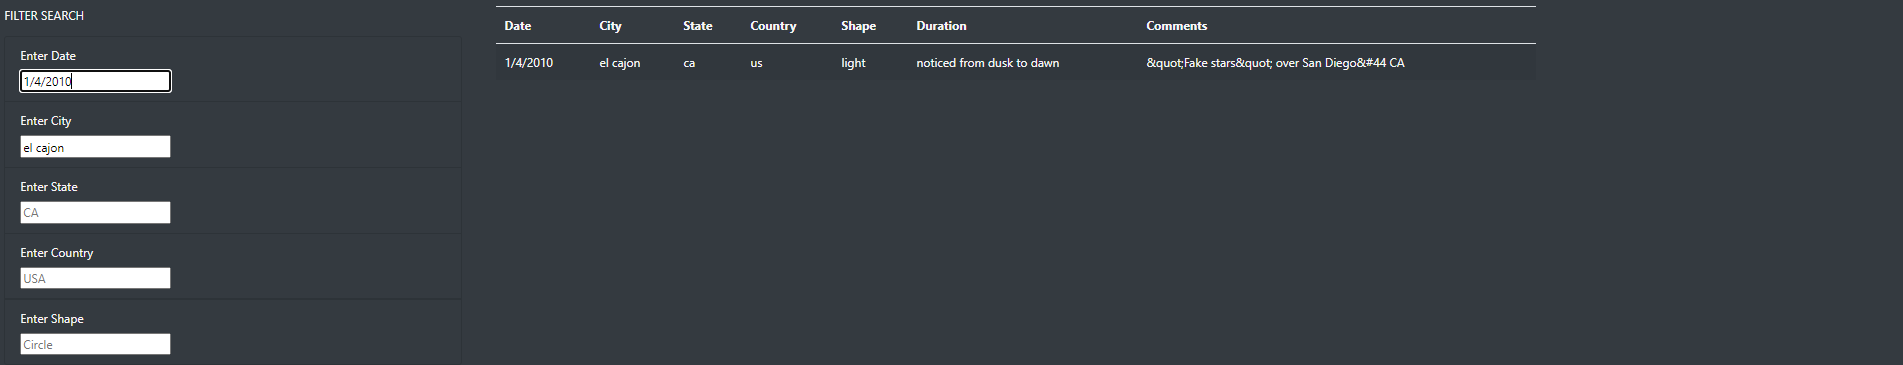 FILTER SEARCH
Enter Date
1/4/2010
Enter City
el cajon
Enter State
CA
Enter Country
USA
Enter Shape
Circle
Date City State Country Shape Duration Comments
1/4/2010 el cajon ca us light noticed from dusk to dawn &quot;Fake stars&quot; over San Diego&#44 CA